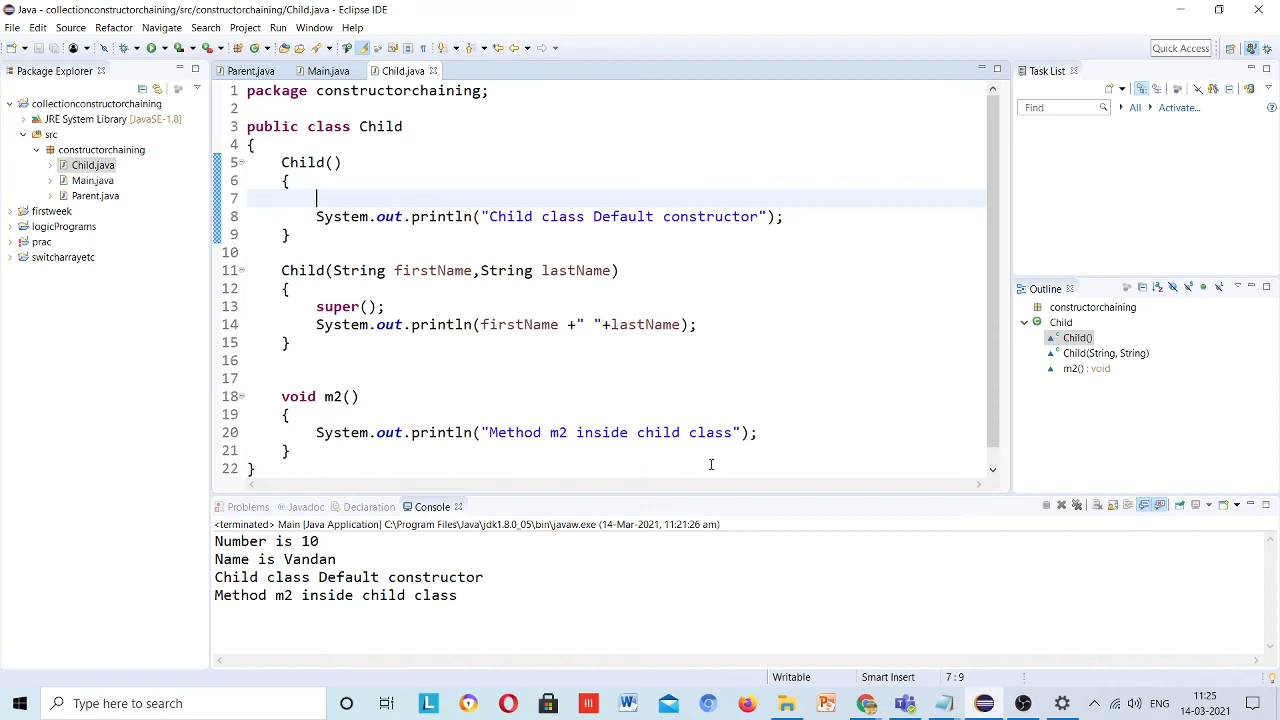 Java - collectionconstructorchaining/src/constructorchaining/Child.java - Eclipse IDE
File Edit Source Refactor Navigate Search Project Run Window Help
Quick Access
Package Explorer
collectionconstructorchaining
JRE System Library [JavaSE-1.8]
src
constructorchaining
Child.java
Main.java
Parent.java
firstweek
logicPrograms
prac
switcharrayetc
Parent.java Main.java Child.java
1 package constructorchaining;
2
3 public class Child
4 {
5 Child()
6 {
7
8 System.out.println("Child class Default constructor");
9 }
10
11 Child(String firstName,String lastName)
12 {
13 super();
14 System.out.println(firstName +" "+lastName);
15 }
16
17
18 void m2()
19 {
20 System.out.println("Method m2 inside child class");
21 }
22 }
Task List
Find All Activate...
Outline
constructorchaining
Child
Child()
Child(String, String)
m2() : void
Problems Javadoc Declaration Console
<terminated> Main [Java Application] C:\Program Files\Java\jdk1.8.0_05\bin\javaw.exe (14-Mar-2021, 11:21:26 am)
Number is 10
Name is Vandan
Child class Default constructor
Method m2 inside child class
Writable Smart Insert 7 : 9
Type here to search
ENG
11:25
14-03-2021